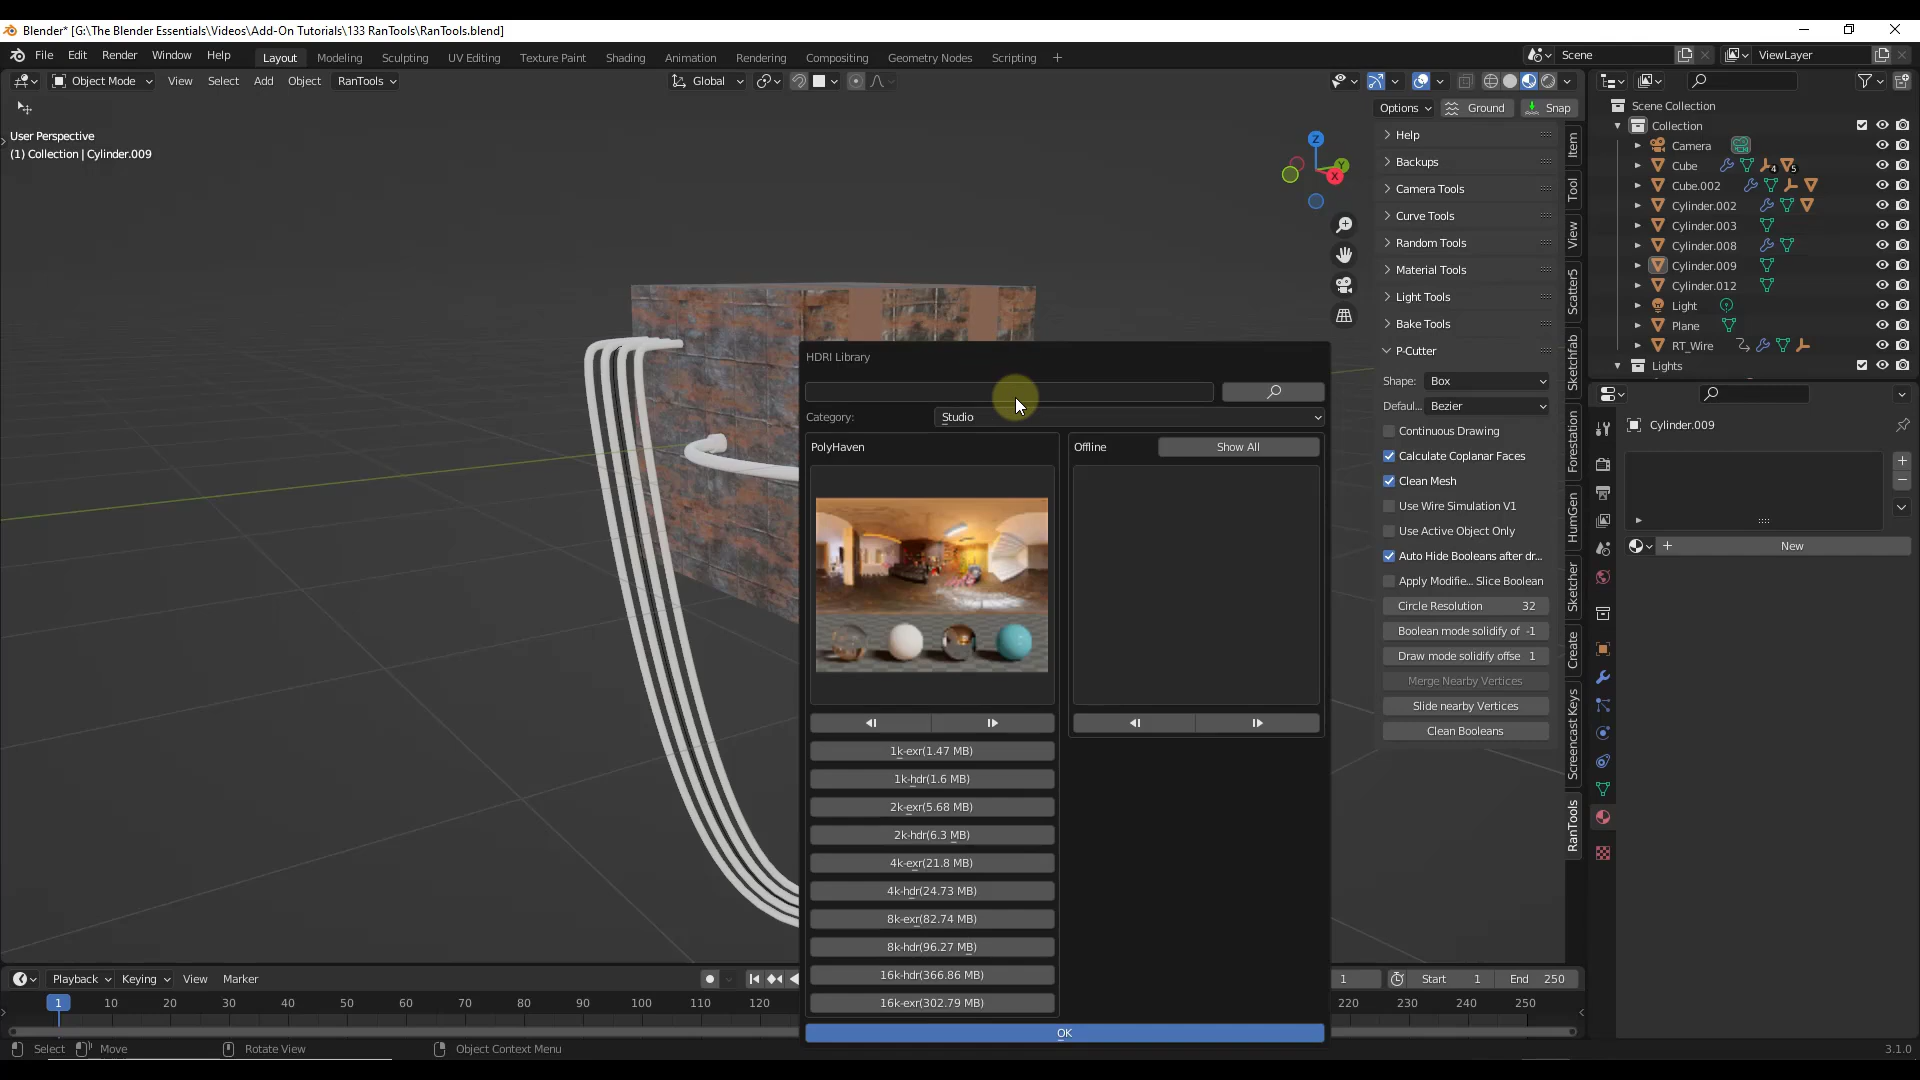 Blender* [G:\The Blender Essentials\Videos\Add-On Tutorials\133 RanTools\RanTools.blend]
File Edit Render Window Help Layout Modeling Sculpting UV Editing Texture Paint Shading Animation Rendering Compositing Geometry Nodes Scripting + Scene ViewLayer
Object Mode View Select Add Object RanTools Global
Options Ground Snap
User Perspective
(1) Collection | Cylinder.009
Z
Y
X
Help
Backups
Camera Tools
Curve Tools
Random Tools
Material Tools
Light Tools
Bake Tools
P-Cutter
Shape: Box
Defaul... Bezier
Continuous Drawing
Calculate Coplanar Faces
Clean Mesh
Use Wire Simulation V1
Use Active Object Only
Auto Hide Booleans after dr...
Apply Modifie... Slice Boolean
Circle Resolution 32
Boolean mode solidify of -1
Draw mode solidify offse 1
Merge Nearby Vertices
Slide nearby Vertices
Clean Booleans
Item
Tool
View
Scatter5
Sketchfab
Forestation
HumGen
Sketcher
Create
Screencast Keys
RanTools
Scene Collection
Collection
Camera
Cube 4 5
Cube.002
Cylinder.002
Cylinder.003
Cylinder.008
Cylinder.009
Cylinder.012
Light
Plane
RT_Wire
Lights
Cylinder.009
+ New
HDRI Library
Category: Studio
PolyHaven
Offline Show All
1k-exr(1.47 MB)
1k-hdr(1.6 MB)
2k-exr(5.68 MB)
2k-hdr(6.3 MB)
4k-exr(21.8 MB)
4k-hdr(24.73 MB)
8k-exr(82.74 MB)
8k-hdr(96.27 MB)
16k-hdr(366.86 MB)
16k-exr(302.79 MB)
OK
Playback Keying View Marker 1 Start 1 End 250
1 10 20 30 40 50 60 70 80 90 100 110 120 220 230 240 250
Select Move Rotate View Object Context Menu 3.1.0